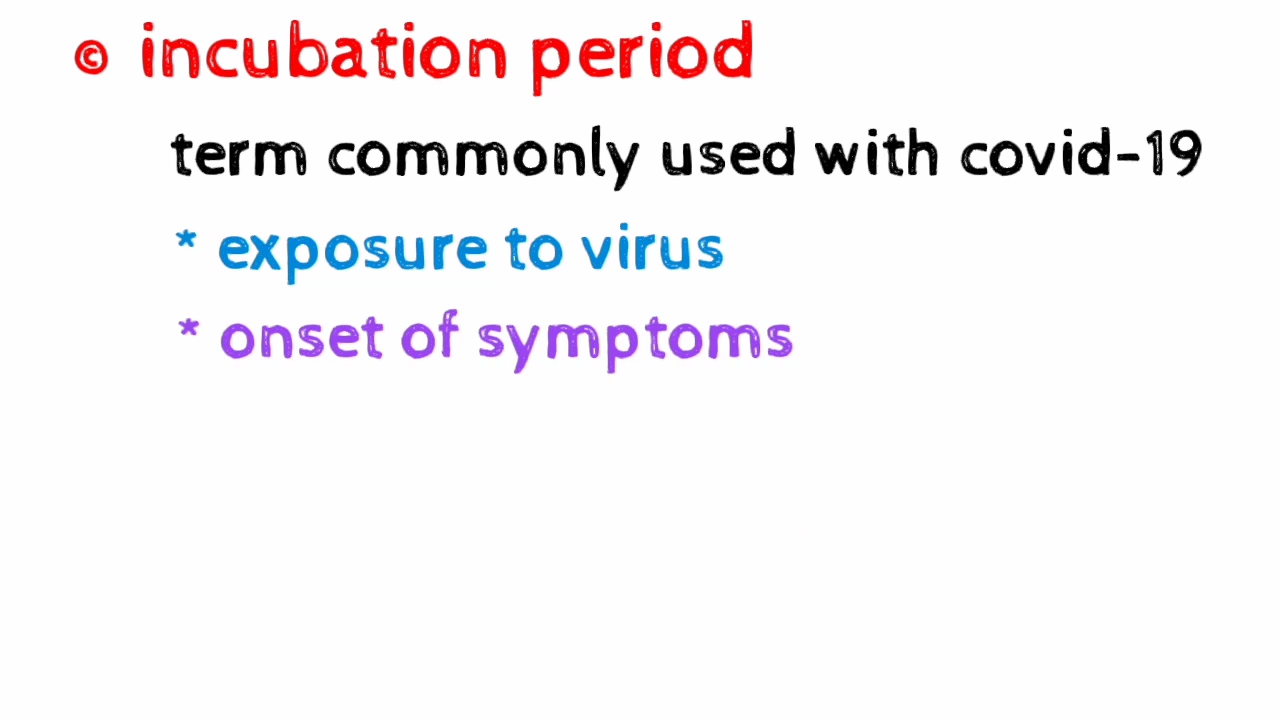 © incubation period
term commonly used with covid-19
* exposure to virus
* onset of symptoms